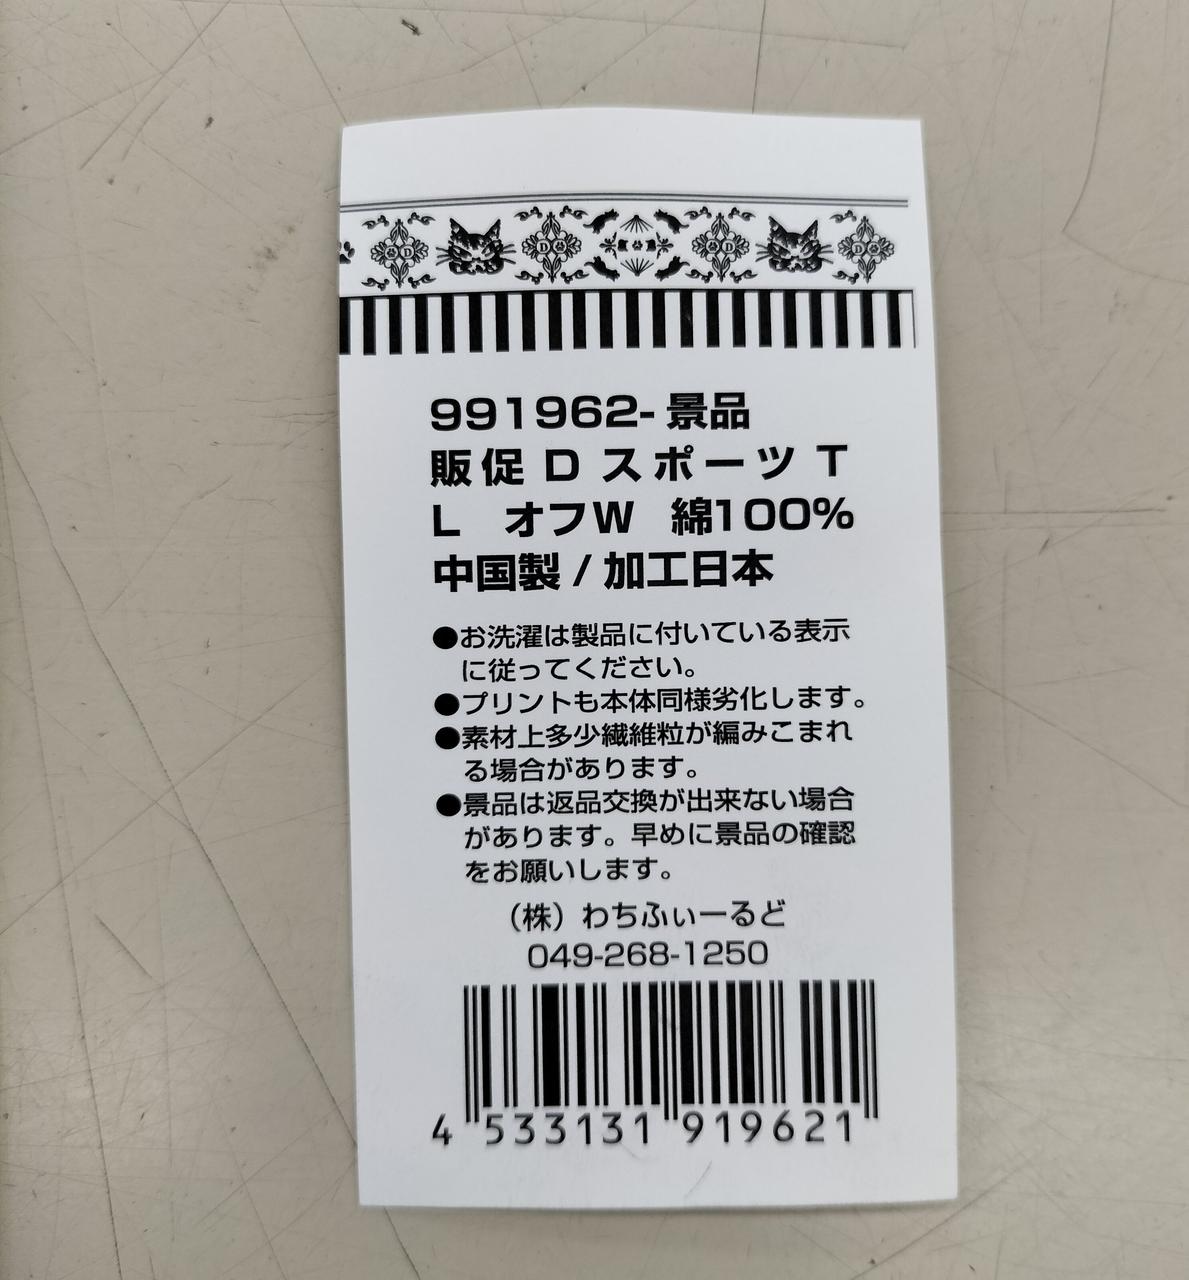 991962-景品
販促 D スポーツ T
L オフW 綿100%
中国製 / 加工日本
●お洗濯は製品に付いている表示
に従ってください。
●プリントも本体同様劣化します。
●素材上多少繊維粒が編みこまれ
る場合があります。
●景品は返品交換が出来ない場合
があります。早めに景品の確認
をお願いします。
(株)わちふぃーるど
049-268-1250
4 533131 919621